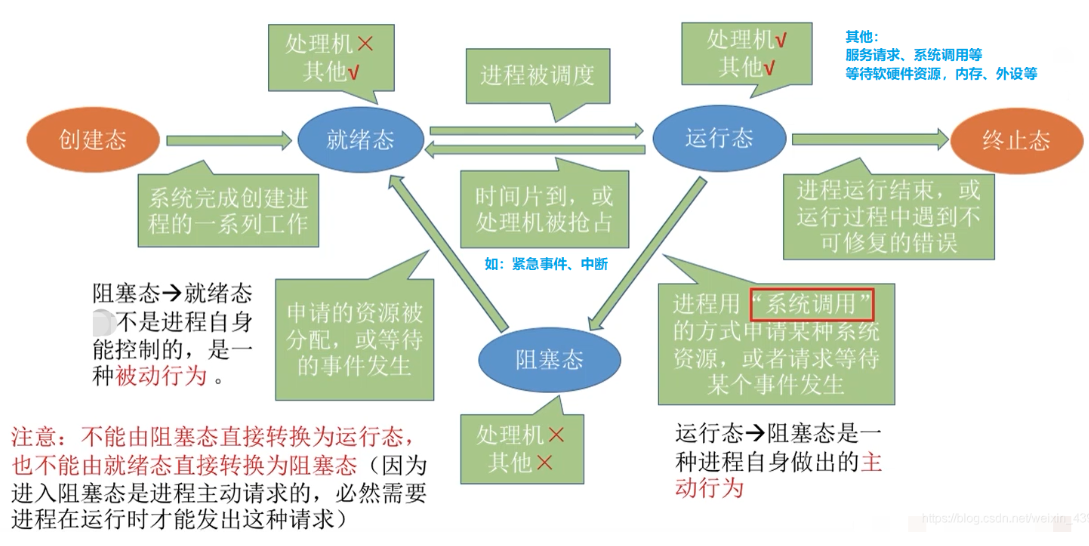 处理机×
其他√
进程被调度
处理机√
其他√
其他：
服务请求、系统调用等
等待软硬件资源，内存、外设等
创建态
就绪态
运行态
终止态
系统完成创建进
程的一系列工作
时间片到，或
处理机被抢占
进程运行结束，或
运行过程中遇到不
可修复的错误
如：紧急事件、中断
阻塞态→就绪态
不是进程自身
能控制的，是一
种被动行为 。
申请的资源被
分配，或等待
的事件发生
进程用“系统调用”
的方式申请某种系统
资源，或者请求等待
某个事件发生
阻塞态
处理机×
其他×
运行态→阻塞态是一
种进程自身做出的主
动行为
注意：不能由阻塞态直接转换为运行态，
也不能由就绪态直接转换为阻塞态（因为
进入阻塞态是进程主动请求的，必然需要
进程在运行时才能发出这种请求）
https://blog.csdn.net/weixin_439